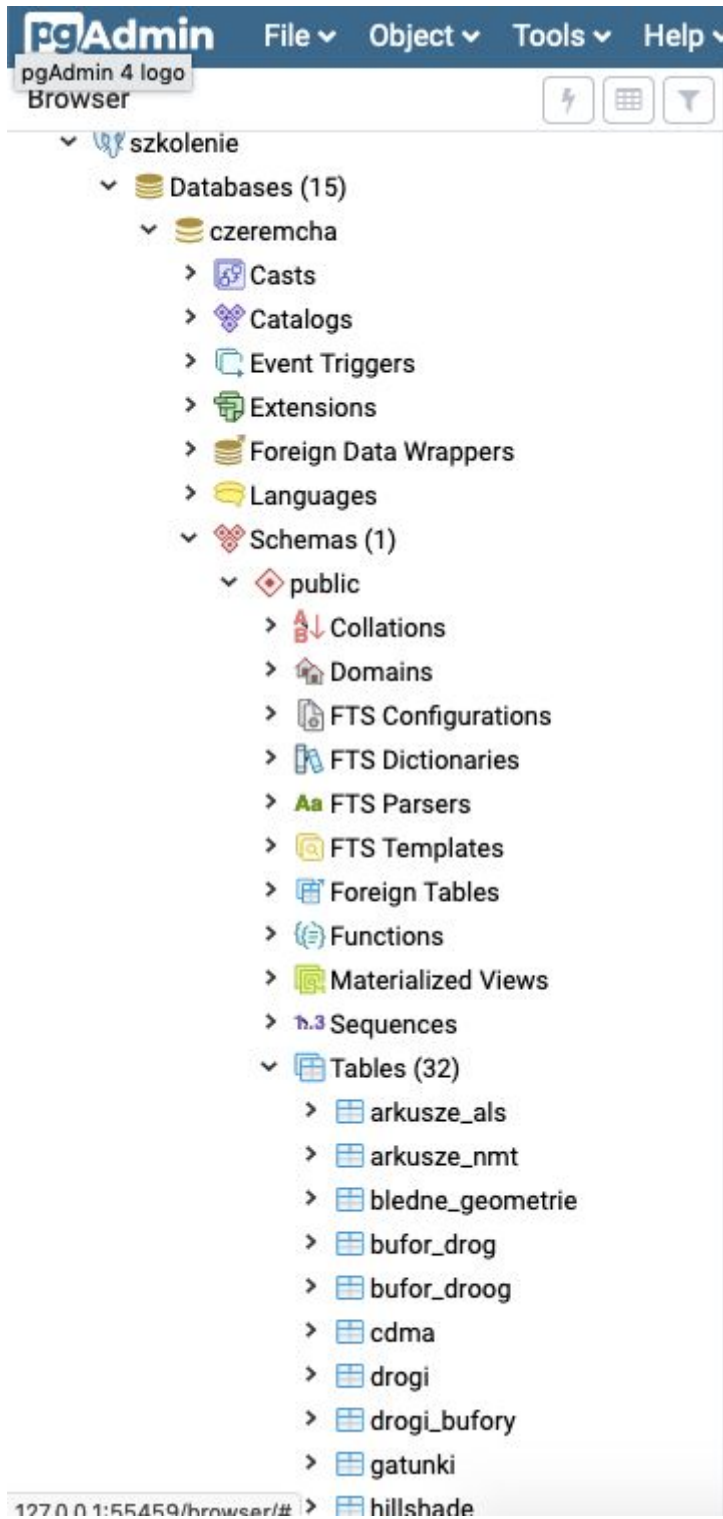 pgAdmin File Object Tools Help
pgAdmin 4 logo
Browser
szkolenie
Databases (15)
czeremcha
Casts
Catalogs
Event Triggers
Extensions
Foreign Data Wrappers
Languages
Schemas (1)
public
Collations
Domains
FTS Configurations
FTS Dictionaries
Aa FTS Parsers
FTS Templates
Foreign Tables
Functions
Materialized Views
Sequences
Tables (32)
arkusze_als
arkusze_nmt
bledne_geometrie
bufor_drog
bufor_droog
cdma
drogi
drogi_bufory
gatunki
127.0.0.1:55459/browser/# hillshade